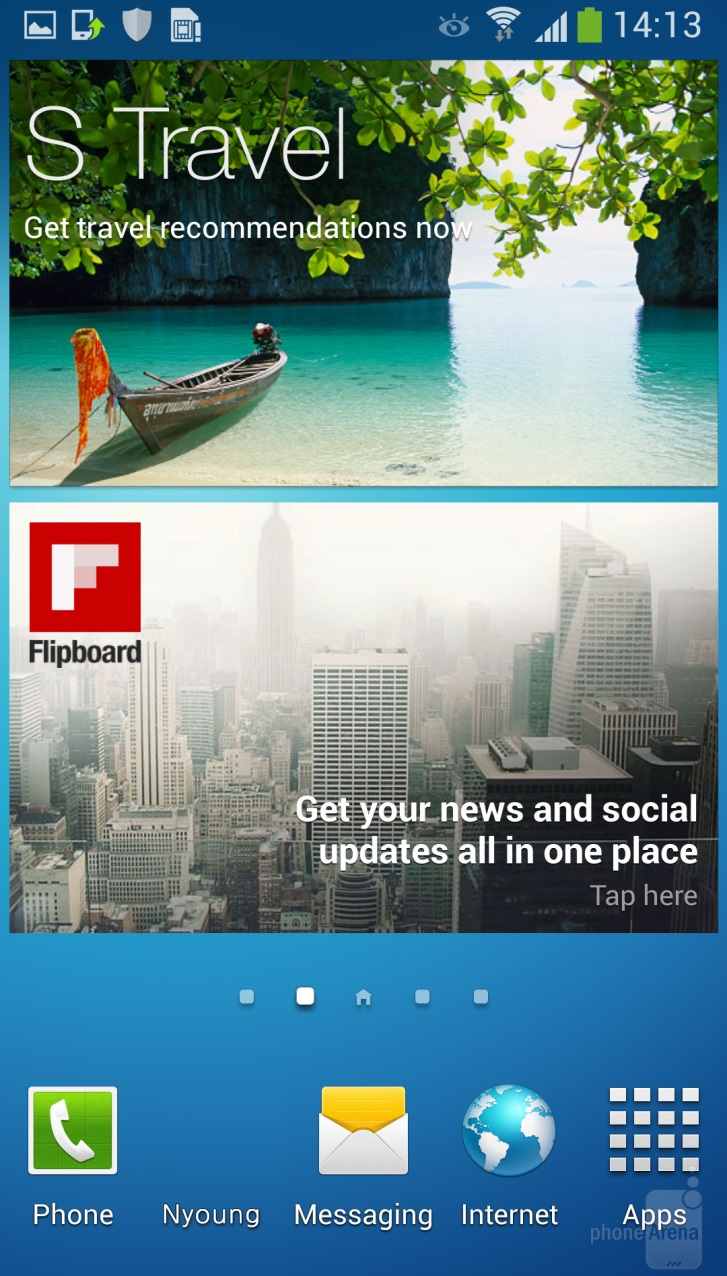 14:13
S Travel
Get travel recommendations now
Flipboard
Get your news and social
updates all in one place
Tap here
Phone Nyoung Messaging Internet Apps
phoneArena